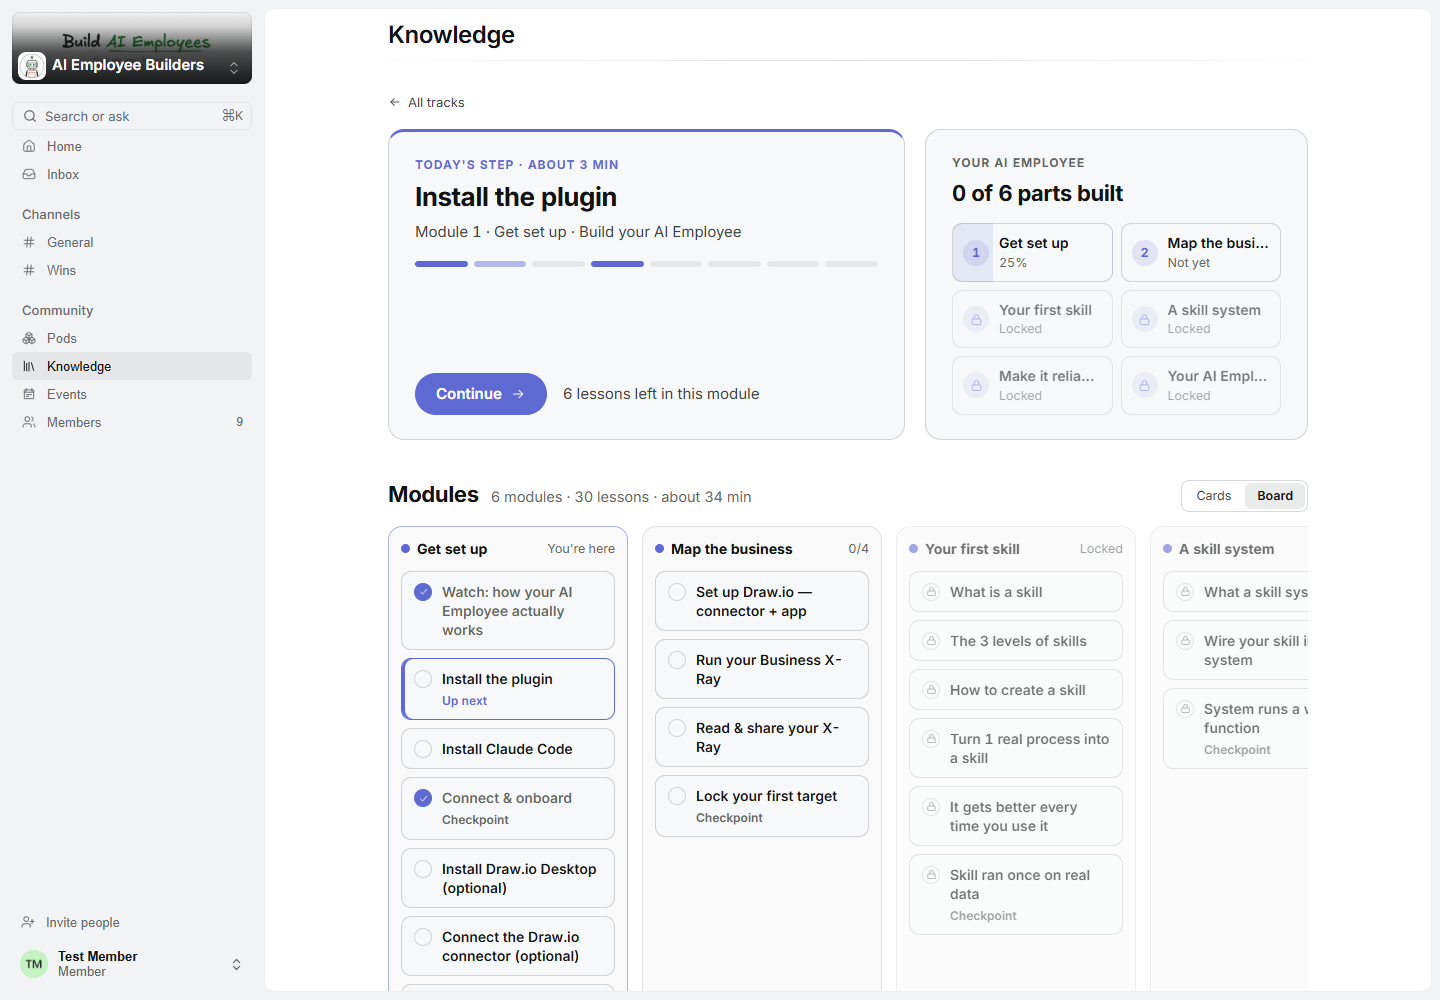 Build AI Employees
AI Employee Builders
Search or ask
⌘K
Home
Inbox
Channels
General
Wins
Community
Pods
Knowledge
Events
Members
9
Invite people
TM
Test Member
Member
Knowledge
← All tracks
TODAY'S STEP · ABOUT 3 MIN
Install the plugin
Module 1 · Get set up · Build your AI Employee
Continue →
6 lessons left in this module
YOUR AI EMPLOYEE
0 of 6 parts built
1
Get set up
25%
2
Map the busi...
Not yet
Your first skill
Locked
A skill system
Locked
Make it relia...
Locked
Your AI Empl...
Locked
Modules
6 modules · 30 lessons · about 34 min
Cards
Board
Get set up
You're here
Watch: how your AI
Employee actually
works
Install the plugin
Up next
Install Claude Code
Connect & onboard
Checkpoint
Install Draw.io Desktop
(optional)
Connect the Draw.io
connector (optional)
Map the business
0/4
Set up Draw.io —
connector + app
Run your Business X-
Ray
Read & share your X-
Ray
Lock your first target
Checkpoint
Your first skill
Locked
What is a skill
The 3 levels of skills
How to create a skill
Turn 1 real process into
a skill
It gets better every
time you use it
Skill ran once on real
data
Checkpoint
A skill system
What a skill sys
Wire your skill i
system
System runs a w
function
Checkpoint